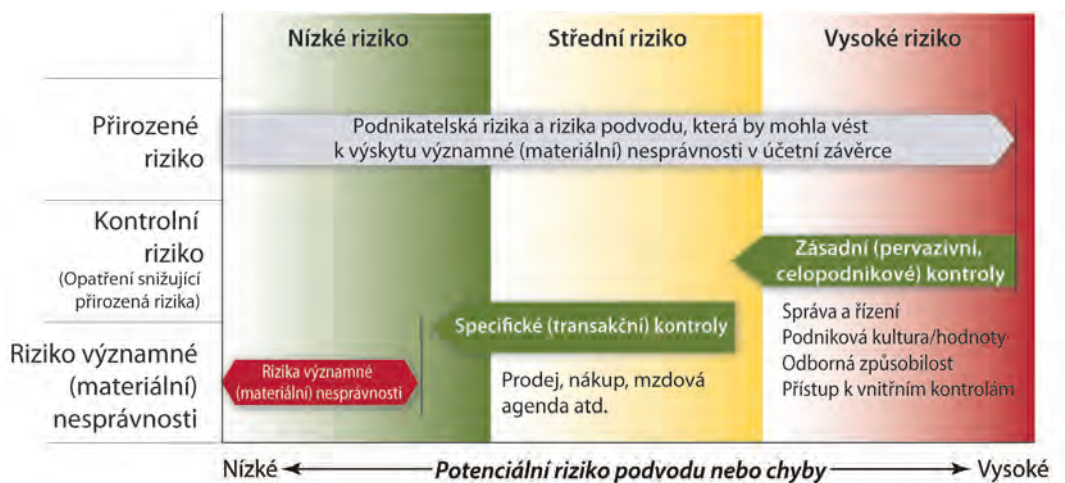 Nízké riziko
Střední riziko
Vysoké riziko
Přirozené
riziko
Podnikatelská rizika a rizika podvodu, která by mohla vést
k výskytu významné (materiální) nesprávnosti v účetní závěrce
Kontrolní
riziko
(Opatření snižující
přirozená rizika)
Zásadní (pervazivní,
celopodnikové) kontroly
Správa a řízení
Podniková kultura/hodnoty
Odborná způsobilost
Přístup k vnitřním kontrolám
Specifické (transakční) kontroly
Prodej, nákup, mzdová
agenda atd.
Riziko významné
(materiální)
nesprávnosti
Rizika významné
(materiální) nesprávnosti
Nízké
Potenciální riziko podvodu nebo chyby
Vysoké